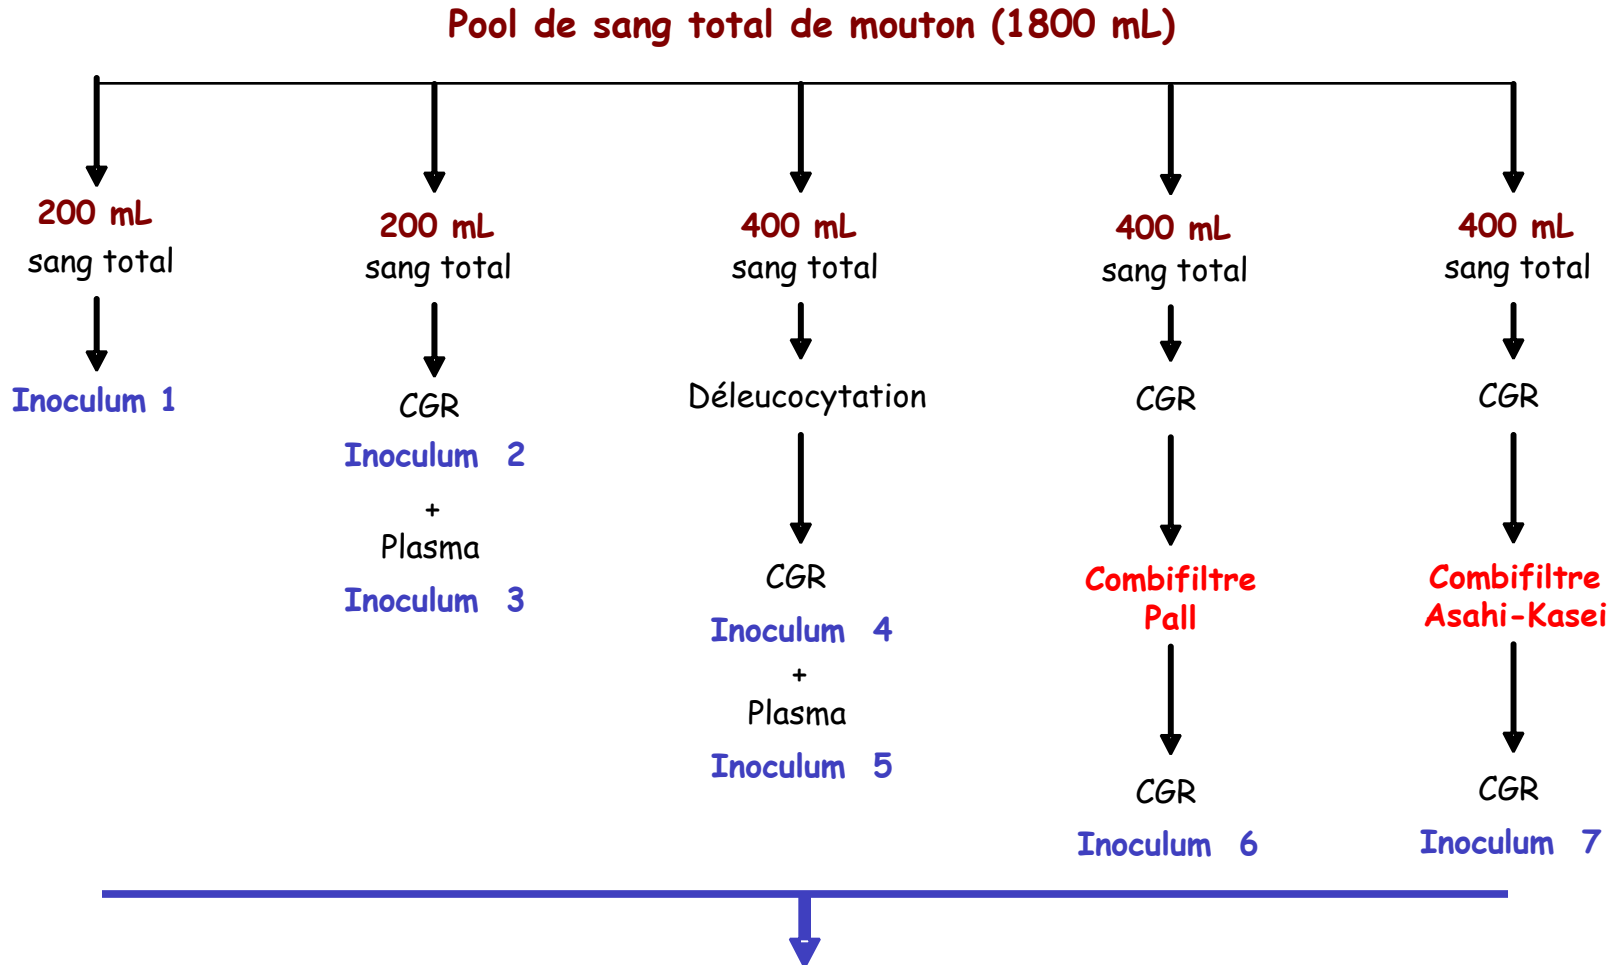 Pool de sang total de mouton (1800 mL)
200 mL
sang total
Inoculum 1
200 mL
sang total
CGR
Inoculum 2
+
Plasma
Inoculum 3
400 mL
sang total
Déleucocytation
CGR
Inoculum 4
+
Plasma
Inoculum 5
400 mL
sang total
CGR
Combifiltre
Pall
CGR
Inoculum 6
400 mL
sang total
CGR
Combifiltre
Asahi-Kasei
CGR
Inoculum 7